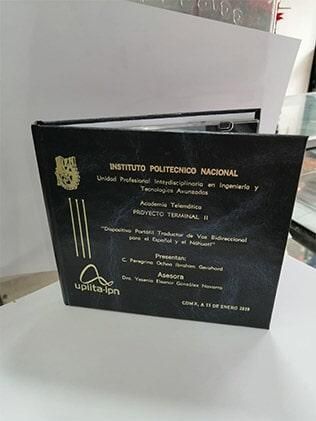 INSTITUTO POLITECNICO NACIONAL
Unidad Profesional Interdisciplinaria en Ingeniería y
Tecnologías Avanzadas
Academia Telemática
PROYECTO TERMINAL II
"Dispositivo Portátil Traductor de Voz Bidireccional
para el Español y el Náhuatl"
Presentan:
C. Peregrino Ochoa Ibraham Gerahard
Asesora
Dra. Yesenia Eleonor González Navarro
upiita-ipn
CDMX, A 11 DE ENERO 2019